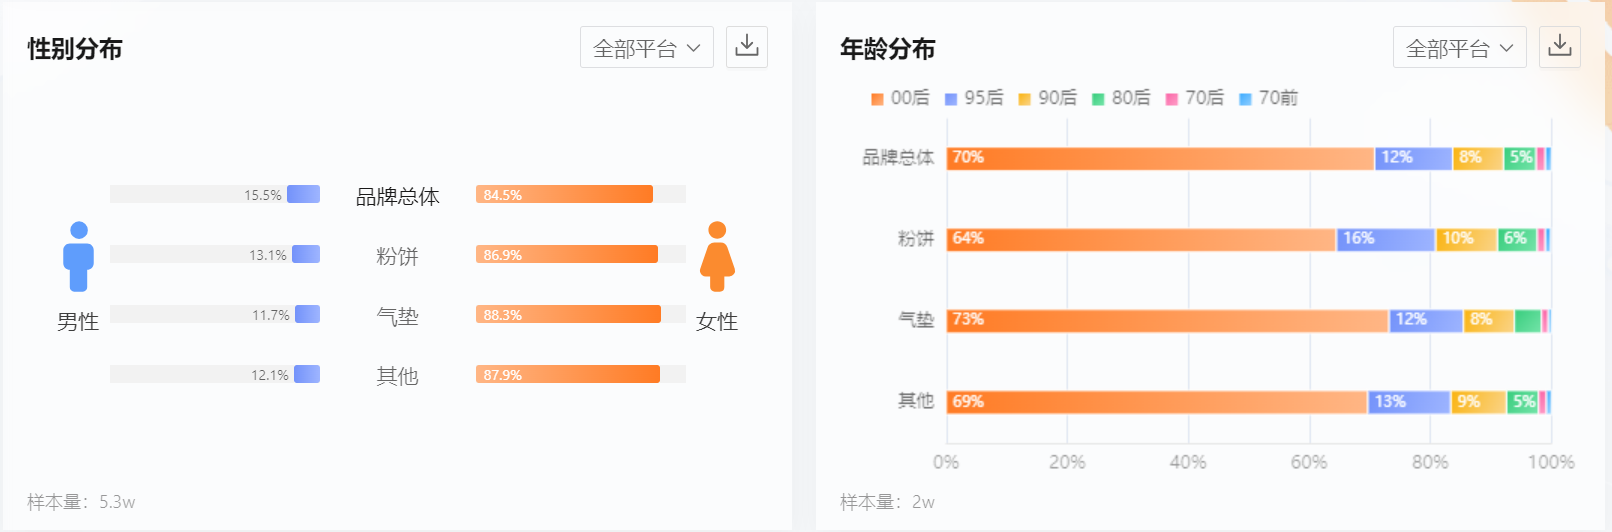 性别分布
全部平台
15.5% 品牌总体 84.5%
13.1% 粉饼 86.9%
11.7% 气垫 88.3%
12.1% 其他 87.9%
男性
女性
样本量：5.3w
年龄分布
全部平台
00后 95后 90后 80后 70后 70前
品牌总体 70% 12% 8% 5%
粉饼 64% 16% 10% 6%
气垫 73% 12% 8%
其他 69% 13% 9% 5%
0% 20% 40% 60% 80% 100%
样本量：2w